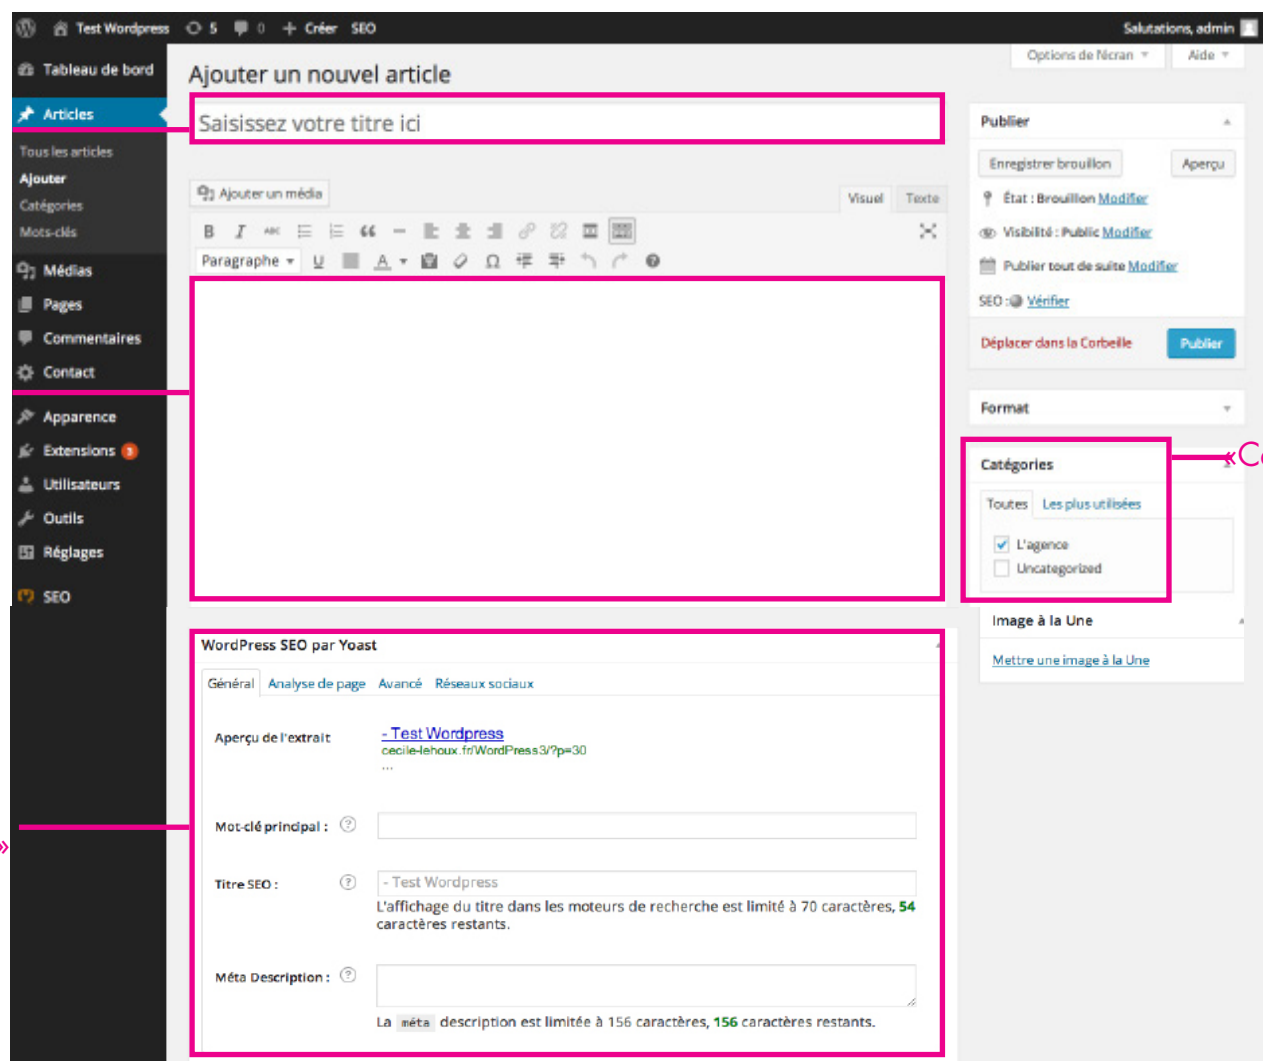 Test Wordpress 5 0 + Créer SEO Salutations, admin
Options de l'écran Aide
Tableau de bord
Ajouter un nouvel article
Articles
Saisissez votre titre ici
Tous les articles
Ajouter
Catégories
Mots-clés
Médias
Pages
Commentaires
Contact
Apparence
Extensions 3
Utilisateurs
Outils
Réglages
SEO
Ajouter un média
Visuel Texte
B I ABC
Paragraphe U A Ω
Publier
Enregistrer brouillon Aperçu
État : Brouillon Modifier
Visibilité : Public Modifier
Publier tout de suite Modifier
SEO : Vérifier
Déplacer dans la Corbeille Publier
Format
Catégories
«C
Toutes Les plus utilisées
L'agence
Uncategorized
Image à la Une
Mettre une image à la Une
WordPress SEO par Yoast
Général Analyse de page Avancé Réseaux sociaux
Aperçu de l'extrait
- Test Wordpress
cecile-lehoux.fr/WordPress3/?p=30
...
Mot-clé principal : ?
»
Titre SEO : ? - Test Wordpress
L'affichage du titre dans les moteurs de recherche est limité à 70 caractères, 54
caractères restants.
Méta Description : ?
La méta description est limitée à 156 caractères, 156 caractères restants.